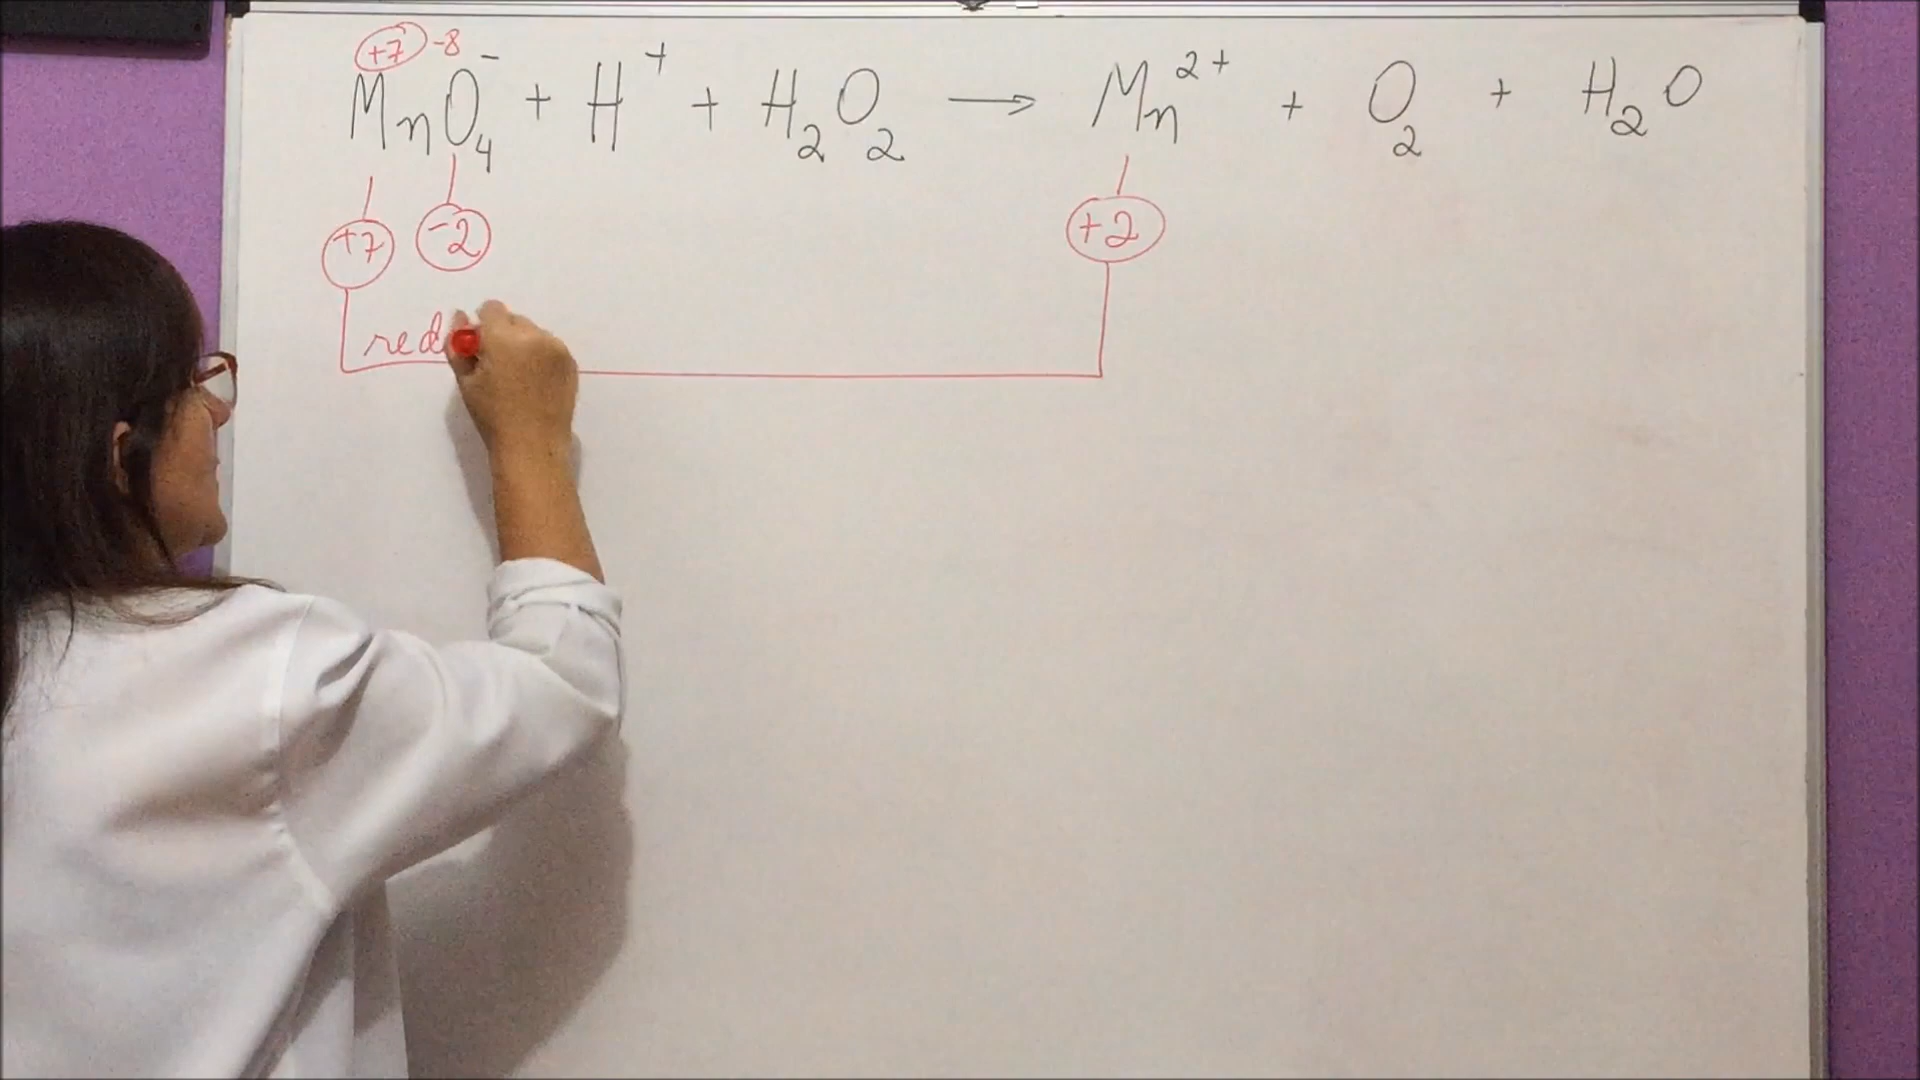 +7 -8
MnO₄⁻ + H⁺ + H₂O₂ → Mn²⁺ + O₂ + H₂O
+7 -2 +2
red